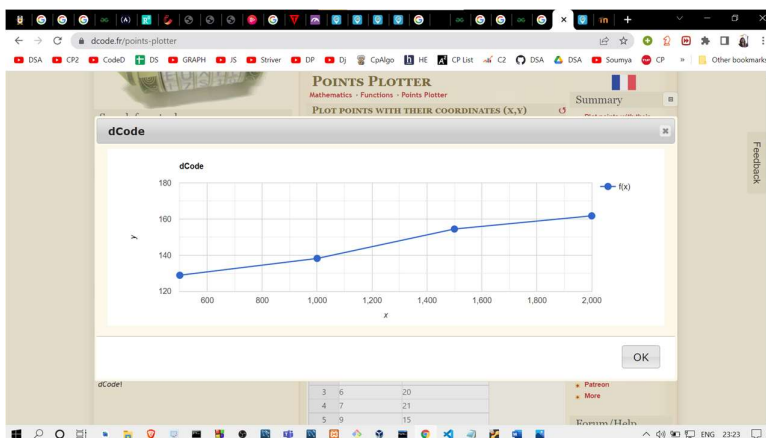 dcode.fr/points-plotter
DSA CP2 CodeD DS GRAPH JS Striver DP Dj CpAlgo HE CP List C2 DSA DSA Soumya CP » Other bookmarks
POINTS PLOTTER
Mathematics - Functions - Points Plotter
PLOT POINTS WITH THEIR COORDINATES (X,Y)
Summary
dCode
Feedback
dCode
180
160
140
120
y
f(x)
600 800 1,000 1,200 1,400 1,600 1,800 2,000
x
OK
dCode!
3 6 20
4 7 21
5 9 15
Patreon
More
Forum/Help
ENG 23:23